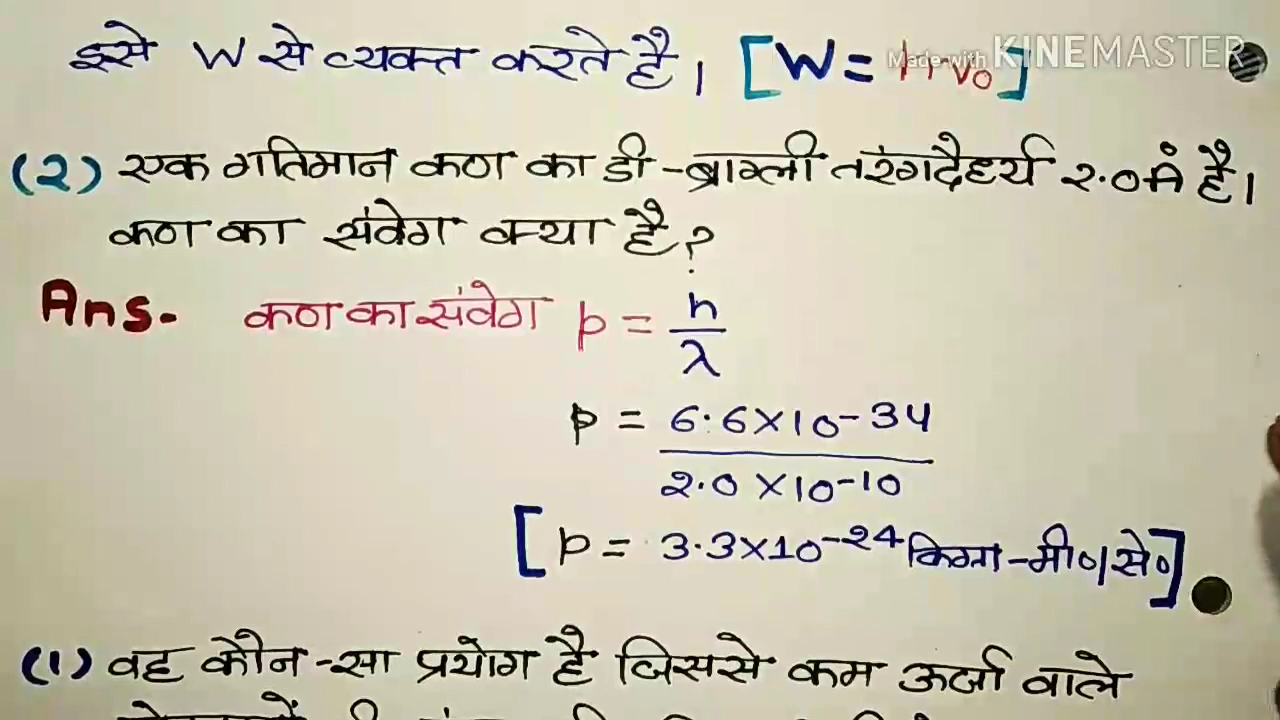 इसे W से व्यक्त करते है। [W = hν₀]
Made with KINEMASTER
(2) एक गतिमान कण का डी-ब्राग्ली तरंगदैर्ध्य 2.0Å है।
कण का संवेग क्या है?
Ans. कण का संवेग p = h/λ
p = 6.6×10-34
2.0×10-10
[p = 3.3×10-24 किग्रा-मी०/से०]
(1) वह कौन-सा प्रयोग है जिससे कम ऊर्जा वाले